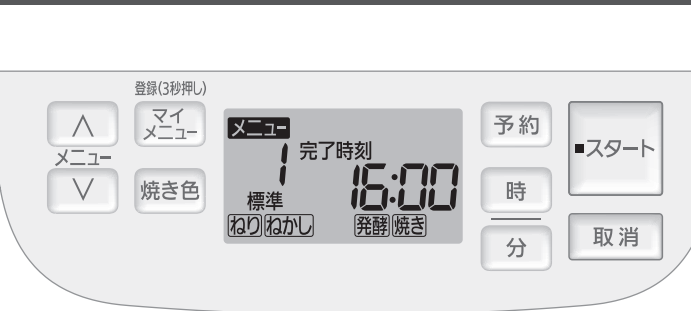 登録(3秒押し)
マイ
メニュー
メニュー
焼き色
メニュー
1
完了時刻
16:00
標準
ねり ねかし 発酵 焼き
予約
時
分
■スタート
取消